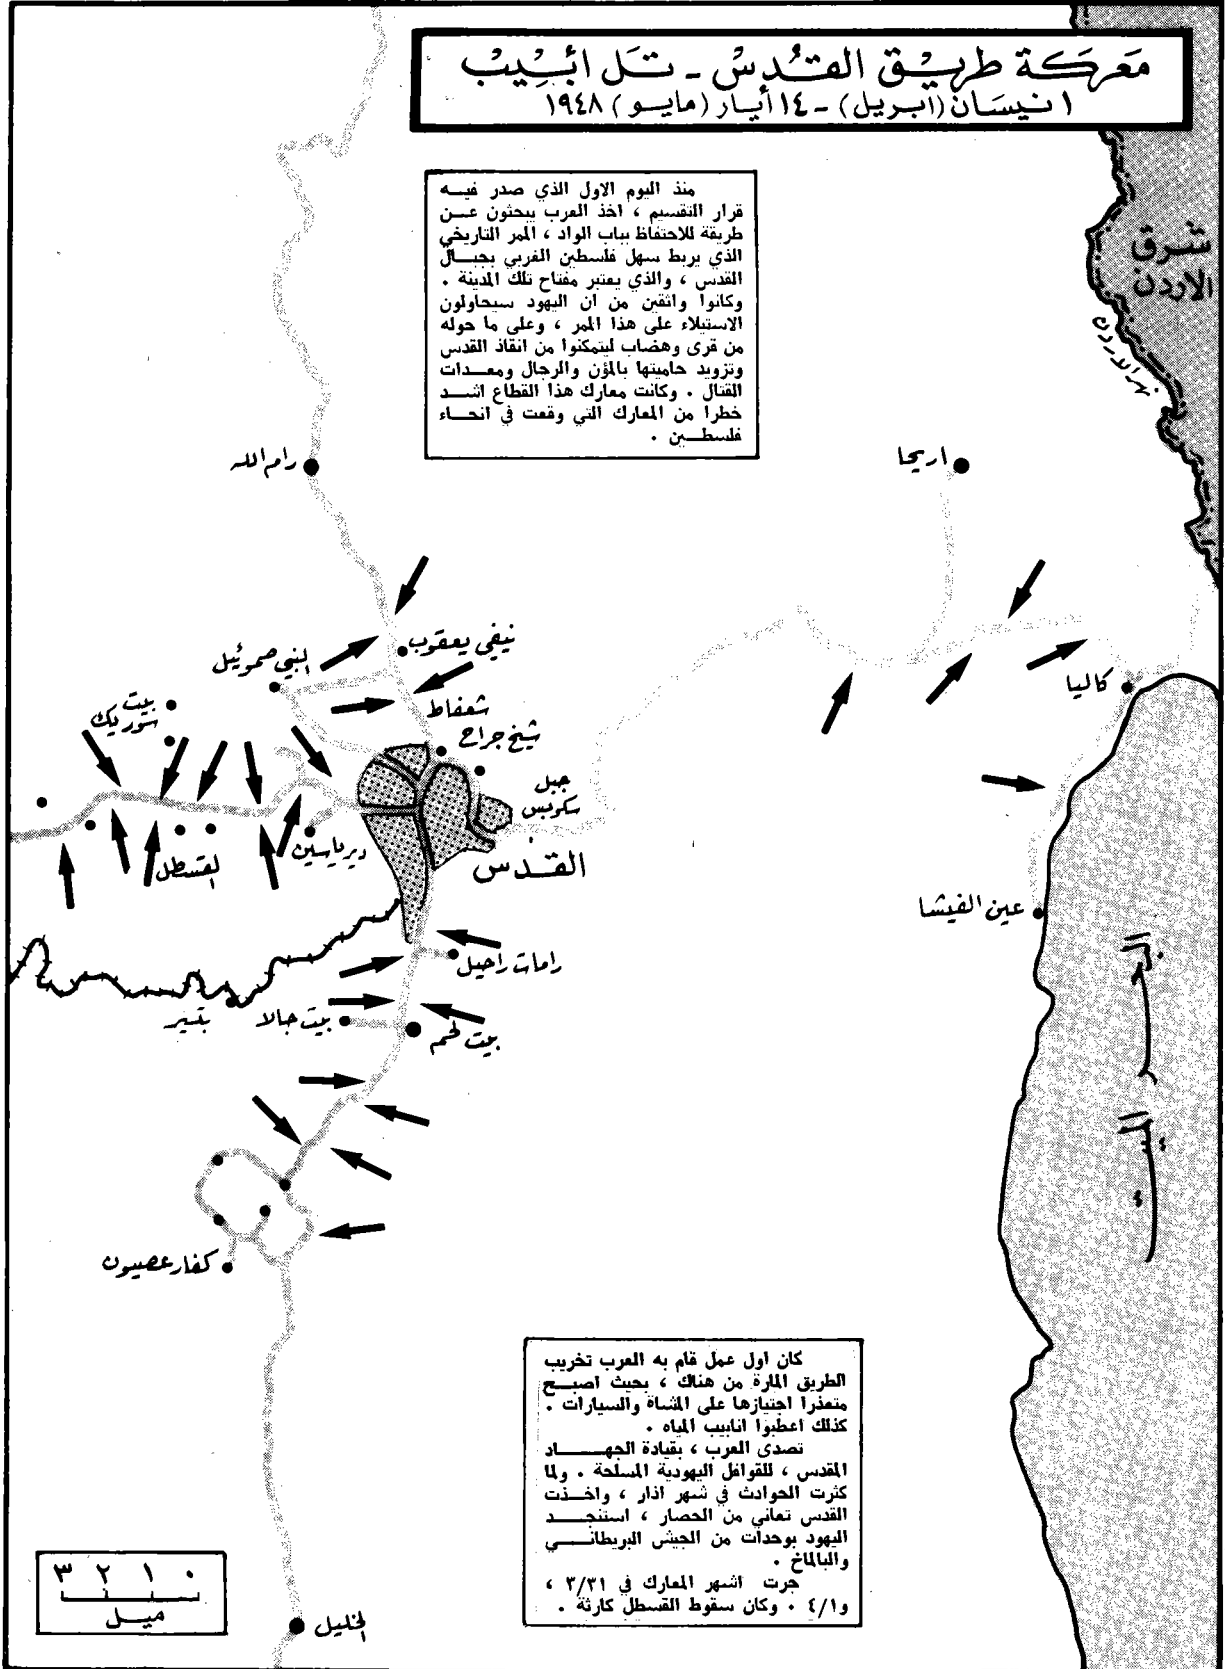 مَعركَة طريق القدس - تَل ابْيب
١ نيسَان (ابريل) - ١٤ أيار (مايو) ١٩٤٨
منذ اليوم الاول الذي صدر فيه
قرار التقسيم ، اخذ العرب يبحثون عن
طريقة للاحتفاظ بباب الواد ، الممر التاريخي
الذي يربط سهل فلسطين الغربي بجبال
القدس ، والذي يعتبر مفتاح تلك المدينة .
وكانوا واثقين من ان اليهود سيحاولون
الاستيلاء على هذا الممر ، وعلى ما حوله
من قرى وهضاب ليتمكنوا من انقاذ القدس
وتزويد حاميتها بالمؤن والرجال ومعدات
القتال . وكانت معارك هذا القطاع اشد
خطرا من المعارك التي وقعت في انحاء
فلسطين .
شرق
الاردن
نهر الاردن
رام الله
اريحا
نيفي يعقوب
النبي صموئيل
شعفاط
كاليا
بيت
سوريك
شيخ جراح
جبل
سكوبس
دير ياسين
القسطل
القدس
عين الفيشا
رامات راحيل
بتير
بيت جالا
بيت لحم
البحر الميت
كفار عصيون
كان اول عمل قام به العرب تخريب
الطريق المارة من هناك ، بحيث اصبح
متعذرا اجتيازها على المشاة والسيارات .
كذلك اعطبوا انابيب المياه .
تصدى العرب ، بقيادة الجهاد
المقدس ، للقوافل اليهودية المسلحة . ولما
كثرت الحوادث في شهر اذار ، واخذت
القدس تعاني من الحصار ، استنجد
اليهود بوحدات من الجيش البريطاني
والبالماخ .
جرت اشهر المعارك في ٣/٣١ ،
و٤/١ . وكان سقوط القسطل كارثة .
٣ ٢ ١ ٠
ميل
الخليل